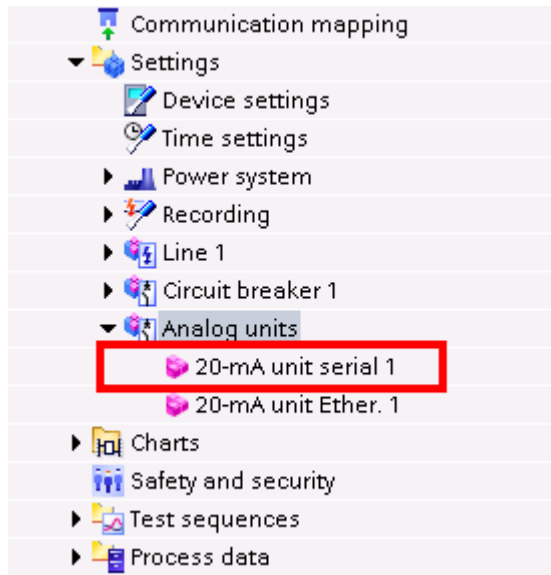 Communication mapping
Settings
Device settings
Time settings
Power system
Recording
Line 1
Circuit breaker 1
Analog units
20-mA unit serial 1
20-mA unit Ether. 1
Charts
Safety and security
Test sequences
Process data